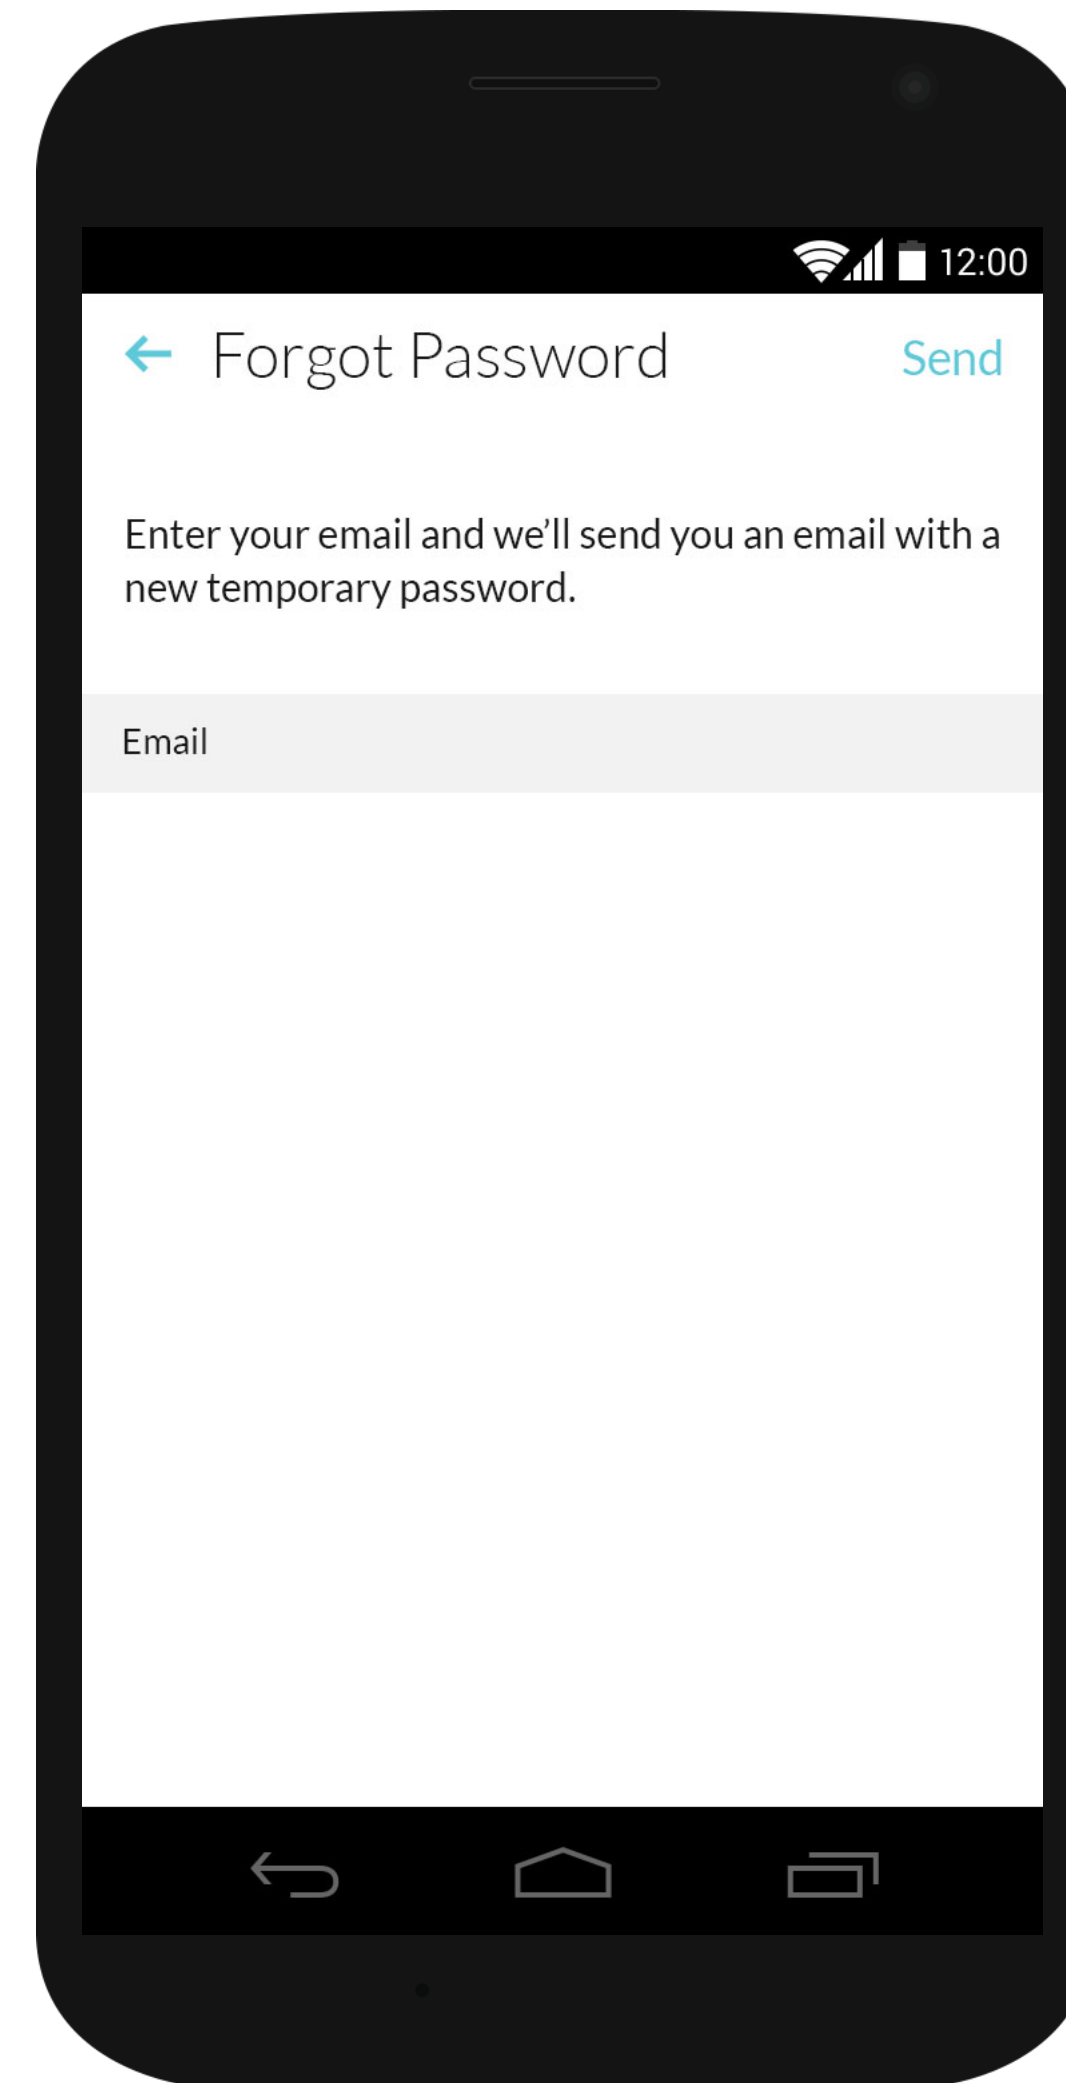 12:00
Forgot Password Send
Enter your email and we’ll send you an email with a
new temporary password.
Email